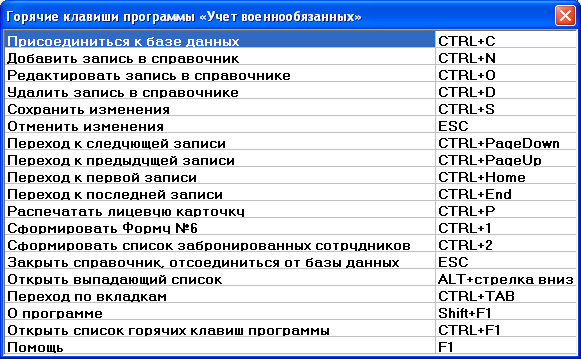 Горячие клавиши программы «Учет военнообязанных»
Присоединиться к базе данных CTRL+C
Добавить запись в справочник CTRL+N
Редактировать запись в справочнике CTRL+O
Удалить запись в справочнике CTRL+D
Сохранить изменения CTRL+S
Отменить изменения ESC
Переход к следующей записи CTRL+PageDown
Переход к предыдущей записи CTRL+PageUp
Переход к первой записи CTRL+Home
Переход к последней записи CTRL+End
Распечатать лицевую карточку CTRL+P
Сформировать Форму №6 CTRL+1
Сформировать список забронированных сотрудников CTRL+2
Закрыть справочник, отсоединиться от базы данных ESC
Открыть выпадающий список ALT+стрелка вниз
Переход по вкладкам CTRL+TAB
О программе Shift+F1
Открыть список горячих клавиш программы CTRL+F1
Помощь F1